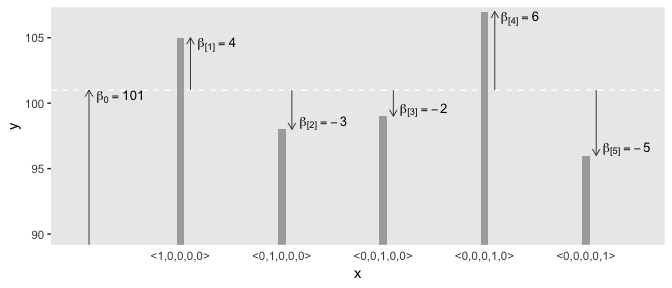 β[4] = 6
105
β[1] = 4
β0 = 101
100
β[3] = − 2
β[2] = − 3
y
β[5] = − 5
95
90
<1,0,0,0,0> <0,1,0,0,0> <0,0,1,0,0> <0,0,0,1,0> <0,0,0,0,1>
x